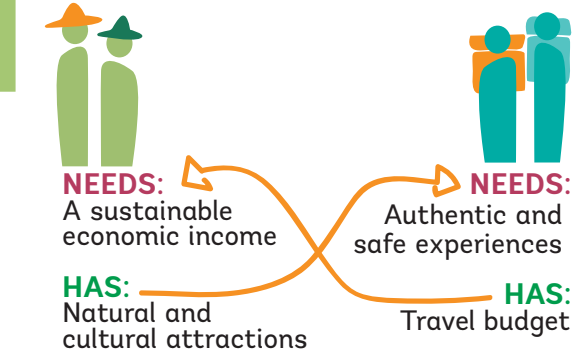 NEEDS:
A sustainable
economic income
HAS:
Natural and
cultural attractions
NEEDS:
Authentic and
safe experiences
HAS:
Travel budget